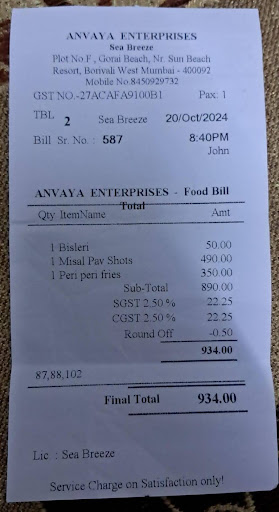 ANVAYA ENTERPRISES
Sea Breeze
Plot No F , Gorai Beach, Nr. Sun Beach
Resort, Borivali West Mumbai - 400092
Mobile No.8450929732
GST NO.-27ACAFA9100B1 Pax: 1
TBL 2 Sea Breeze 20/Oct/2024
Bill Sr. No. : 587 8:40PM
John
ANVAYA ENTERPRISES - Food Bill
Total
Qty ItemName Amt
1 Bisleri 50.00
1 Misal Pav Shots 490.00
1 Peri peri fries 350.00
Sub-Total 890.00
SGST 2.50 % 22.25
CGST 2.50 % 22.25
Round Off -0.50
934.00
87,88,102
Final Total 934.00
Lic. : Sea Breeze
Service Charge on Satisfaction only!